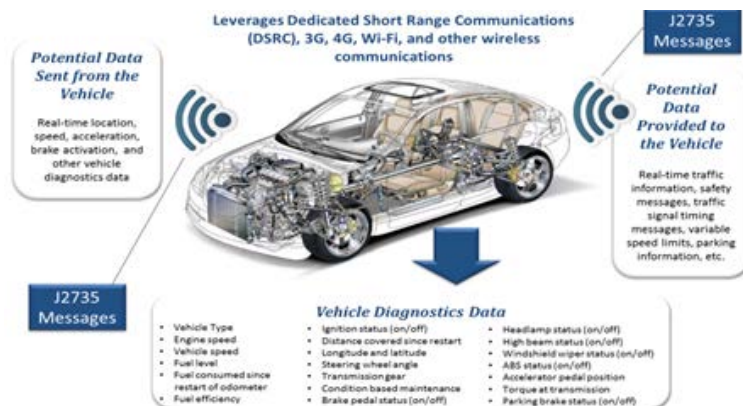 Leverages Dedicated Short Range Communications
(DSRC), 3G, 4G, Wi-Fi, and other wireless
communications
J2735
Messages
Potential Data
Sent from the
Vehicle
Real-time location,
speed, acceleration,
brake activation, and
other vehicle
diagnostics data
Potential
Data
Provided to
the Vehicle
Real-time traffic
information, safety
messages, traffic
signal timing
messages, variable
speed limits, parking
information, etc.
J2735
Messages
Vehicle Diagnostics Data
• Vehicle Type
• Engine speed
• Vehicle speed
• Fuel level
• Fuel consumed since
restart of odometer
• Fuel efficiency
• Ignition status (on/off)
• Distance covered since restart
• Longitude and latitude
• Steering wheel angle
• Transmission gear
• Condition based maintenance
• Brake pedal status (on/off)
• Headlamp status (on/off)
• High beam status (on/off)
• Windshield wiper status (on/off)
• ABS status (on/off)
• Accelerator pedal position
• Torque at transmission
• Parking brake status (on/off)